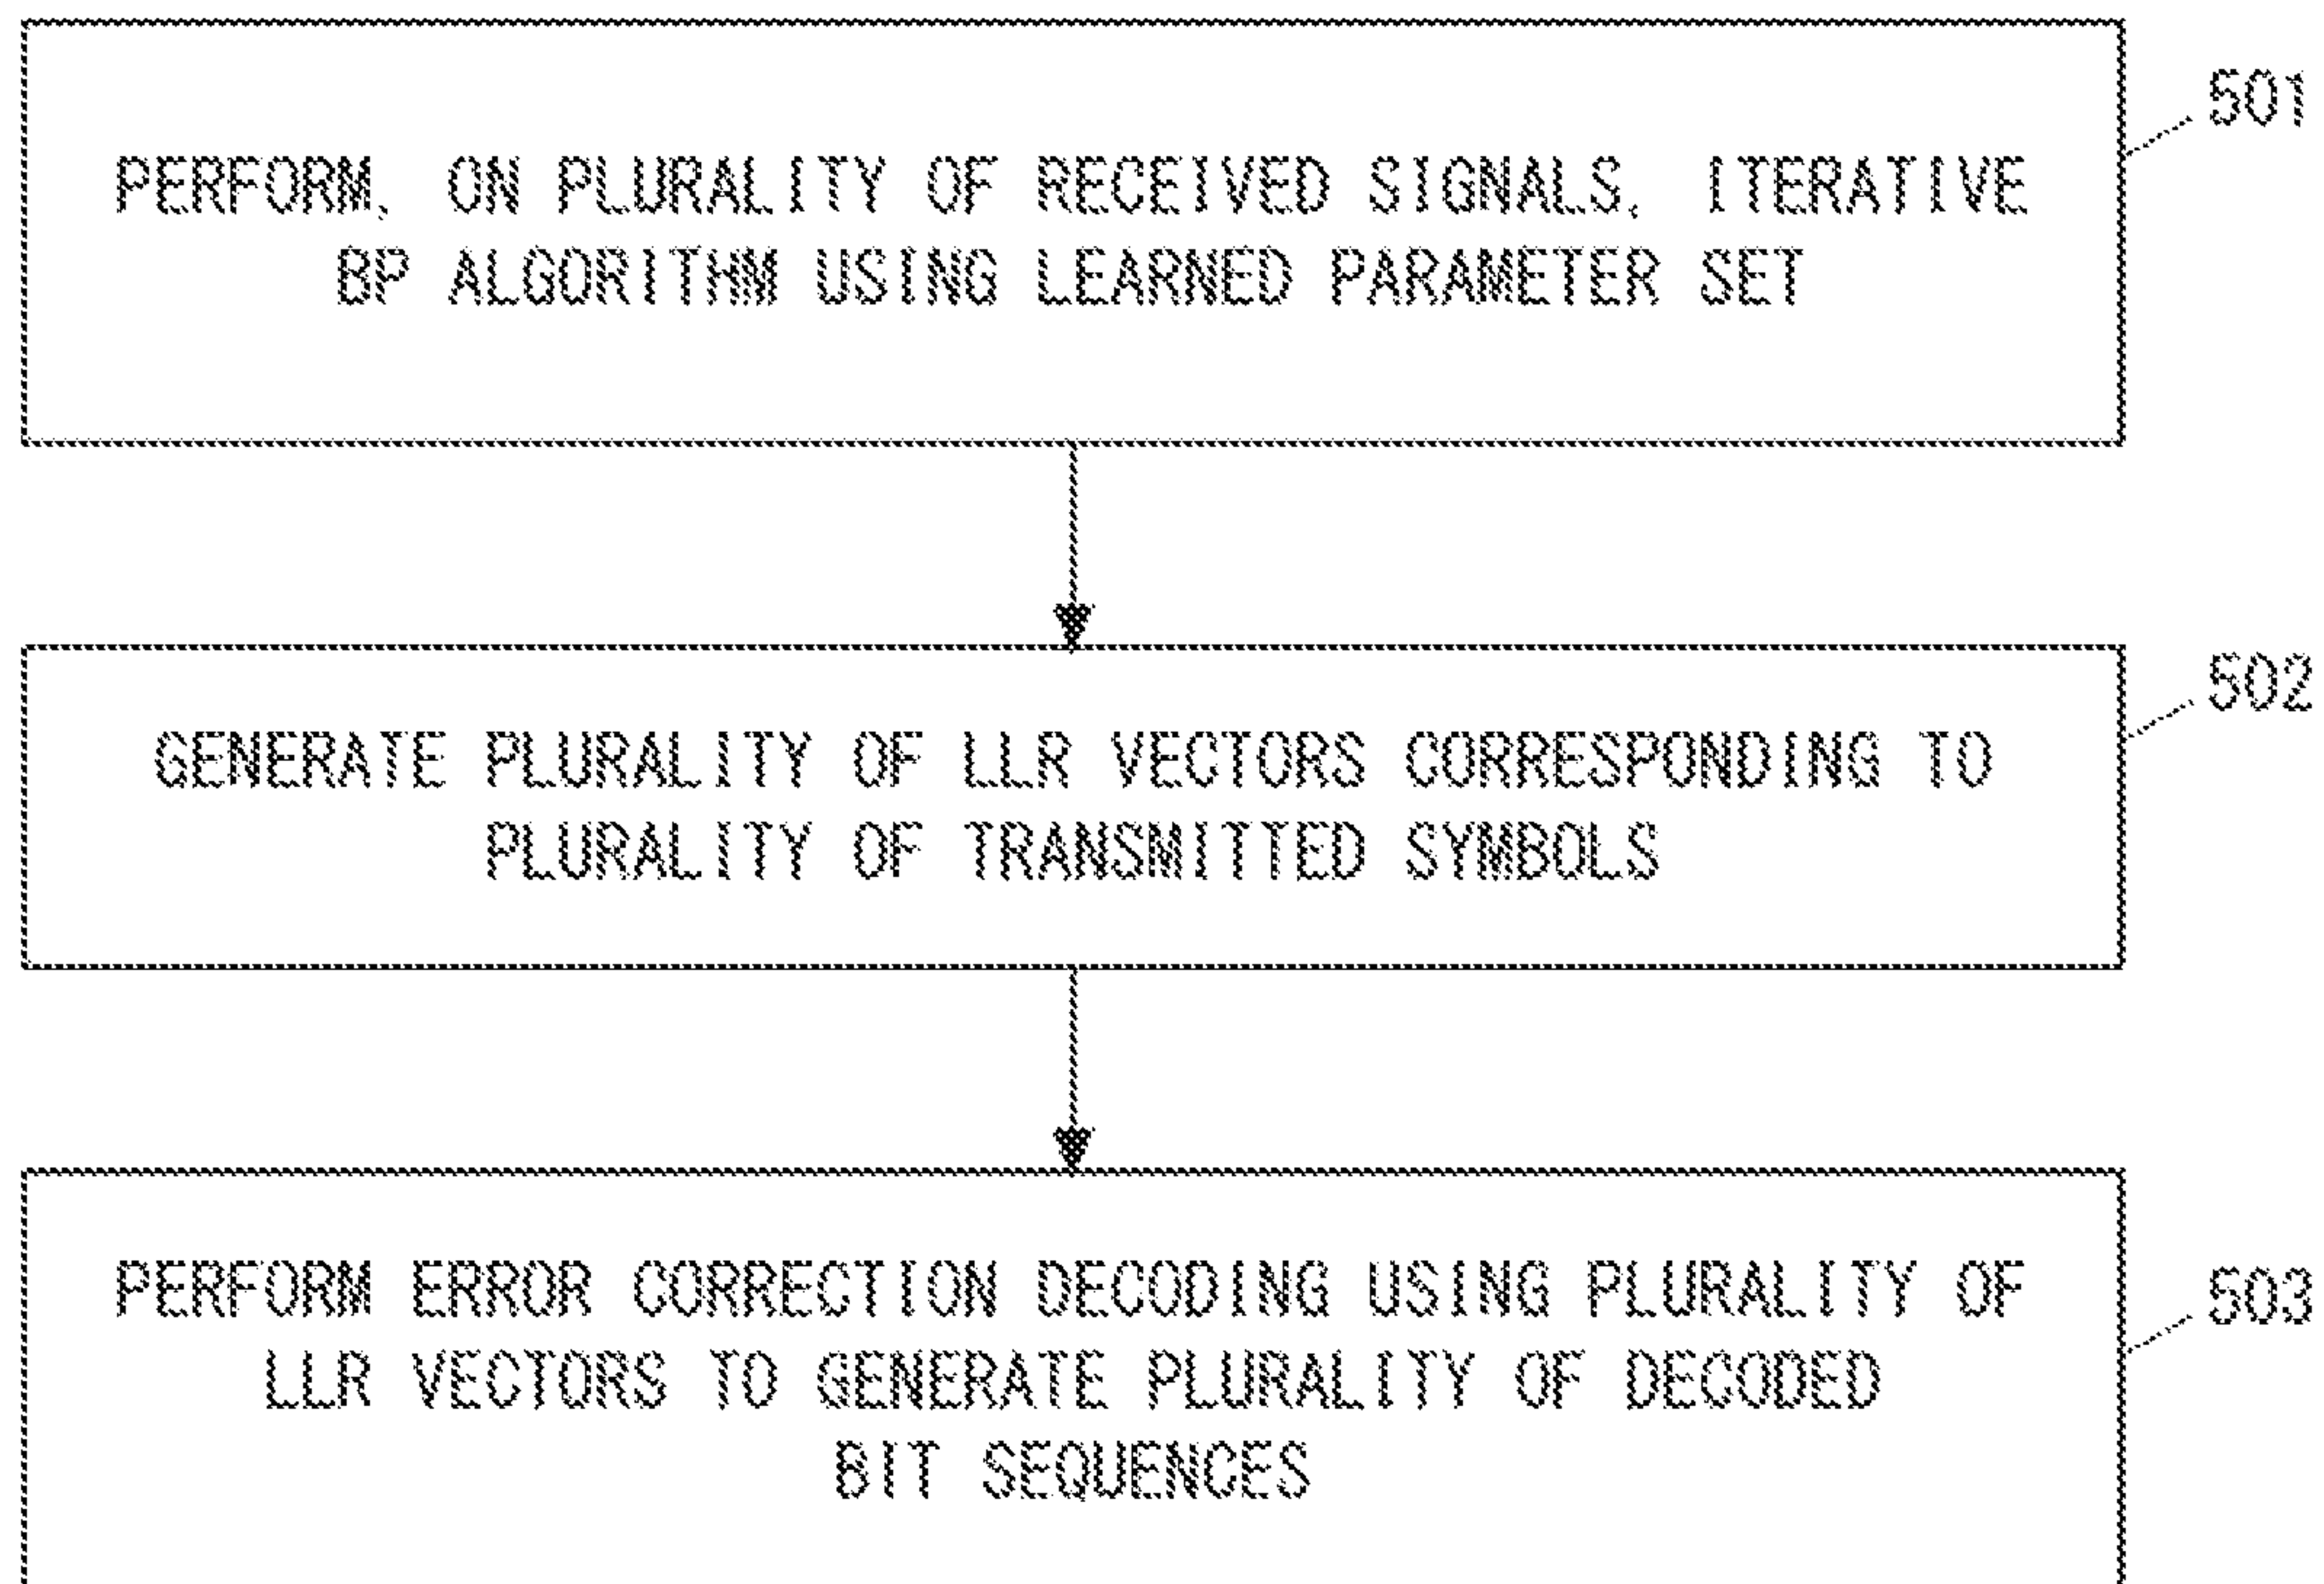 501
PERFORM, ON PLURALITY OF RECEIVED SIGNALS, ITERATIVE
BP ALGORITHM USING LEARNED PARAMETER SET
502
GENERATE PLURALITY OF LLR VECTORS CORRESPONDING TO
PLURALITY OF TRANSMITTED SYMBOLS
503
PERFORM ERROR CORRECTION DECODING USING PLURALITY OF
LLR VECTORS TO GENERATE PLURALITY OF DECODED
BIT SEQUENCES